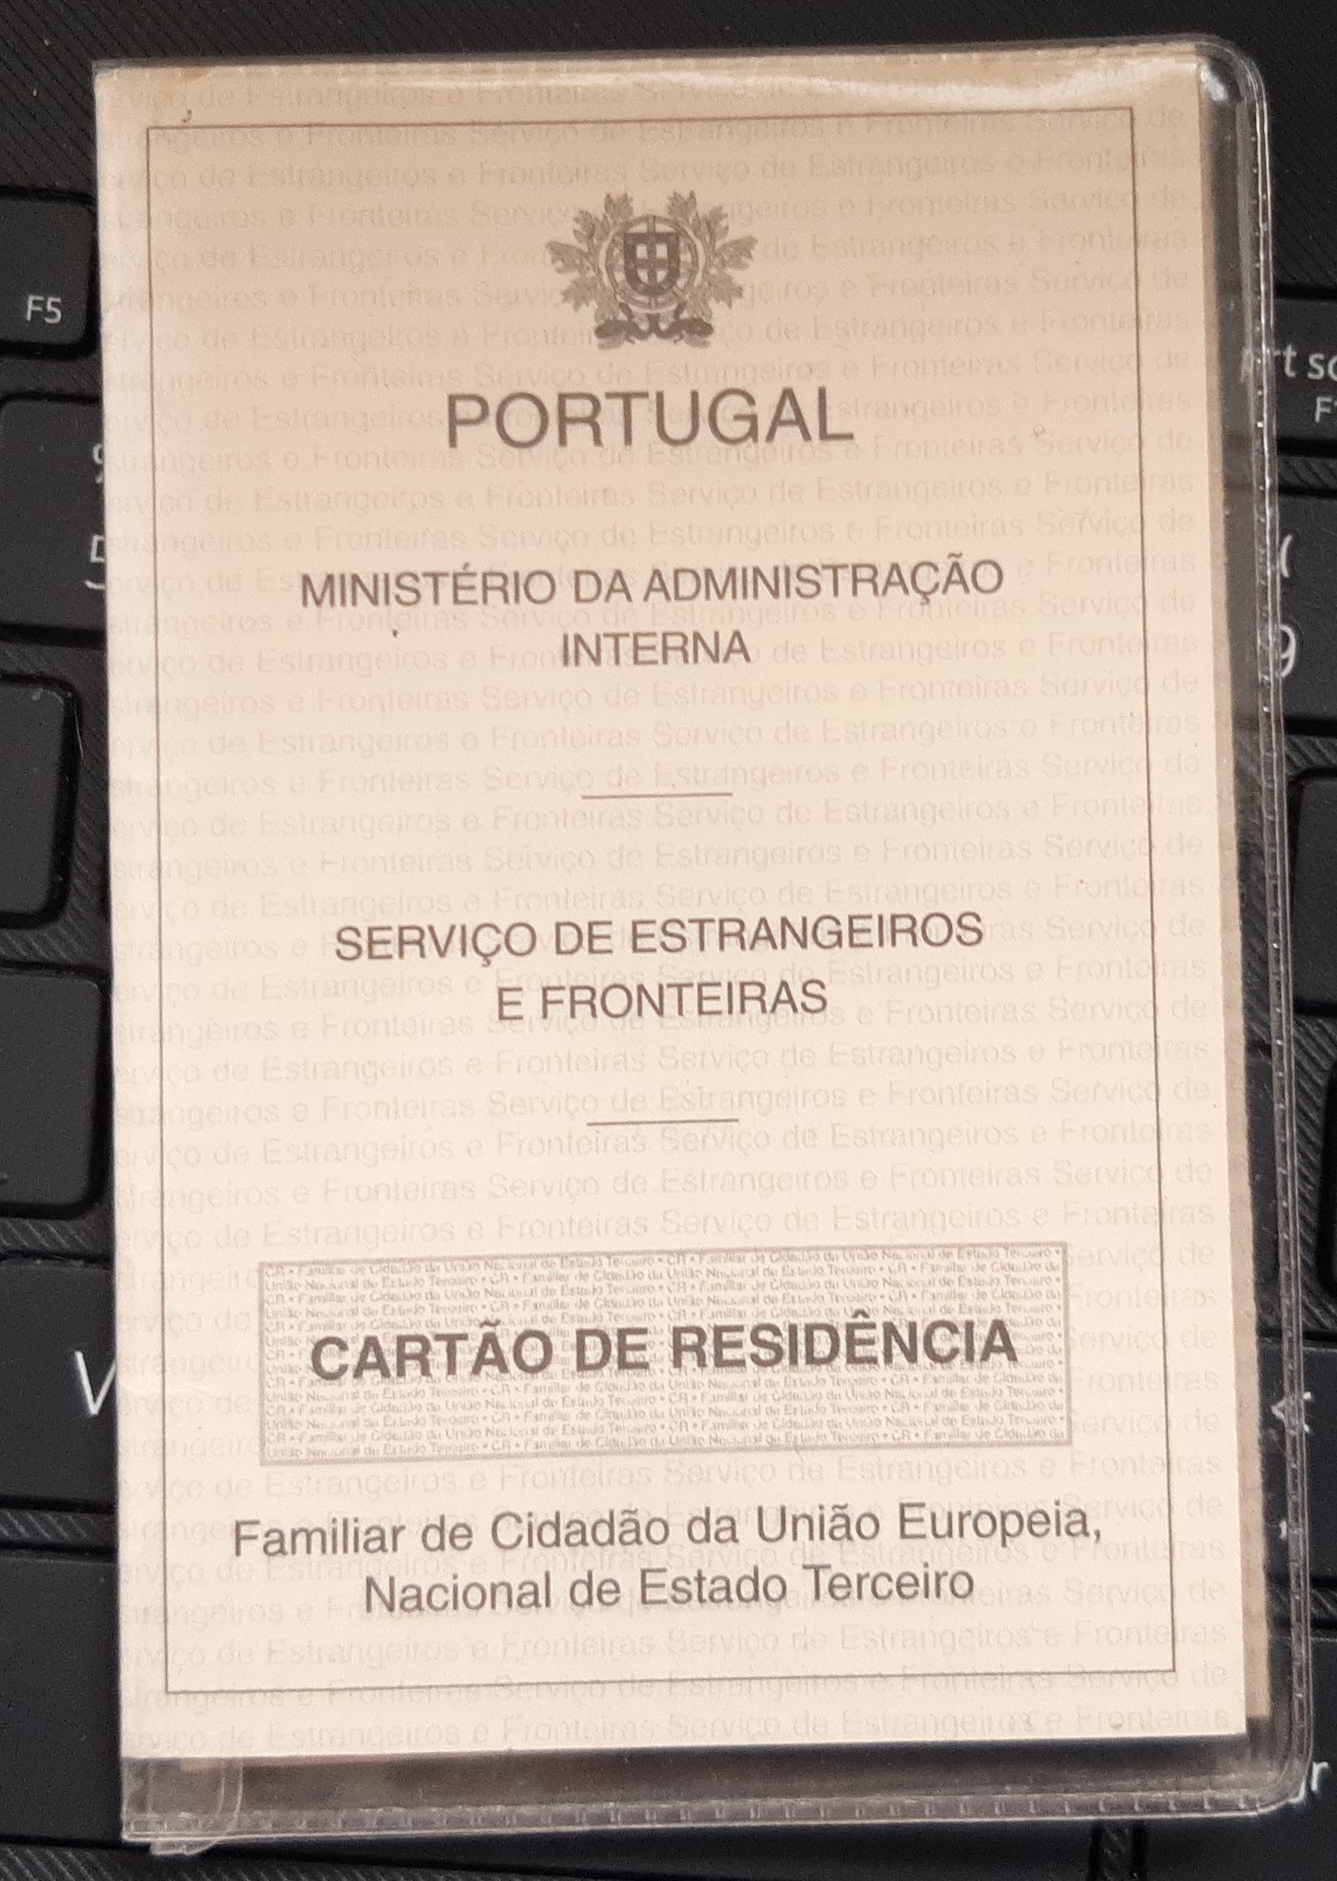 PORTUGAL
MINISTÉRIO DA ADMINISTRAÇÃO
INTERNA
SERVIÇO DE ESTRANGEIROS
E FRONTEIRAS
CARTÃO DE RESIDÊNCIA
Familiar de Cidadão da União Europeia,
Nacional de Estado Terceiro
F5